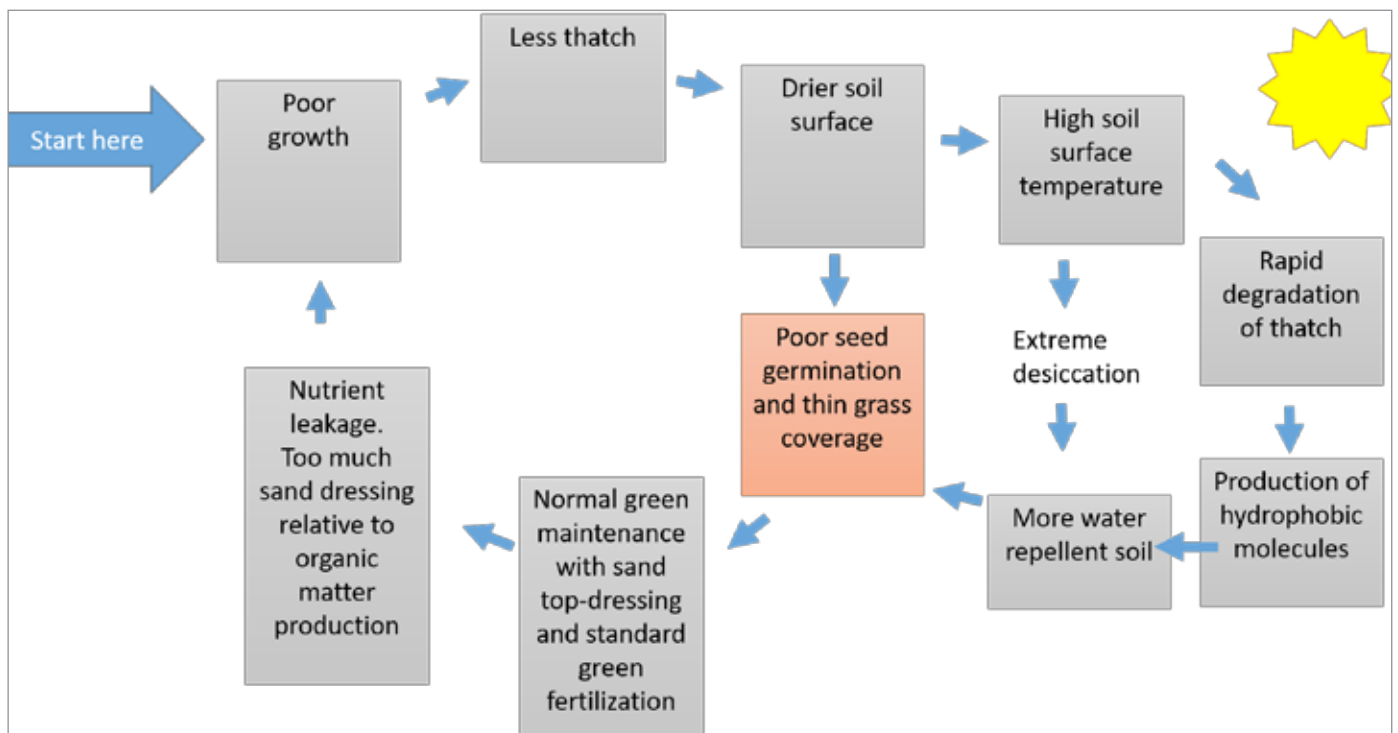 Start here
Poor
growth
Less thatch
Drier soil
surface
High soil
surface
temperature
Rapid
degradation
of thatch
Extreme
desiccation
Production of
hydrophobic
molecules
More water
repellent soil
Poor seed
germination
and thin grass
coverage
Normal green
maintenance
with sand
top-dressing
and standard
green
fertilization
Nutrient
leakage.
Too much
sand dressing
relative to
organic
matter
production